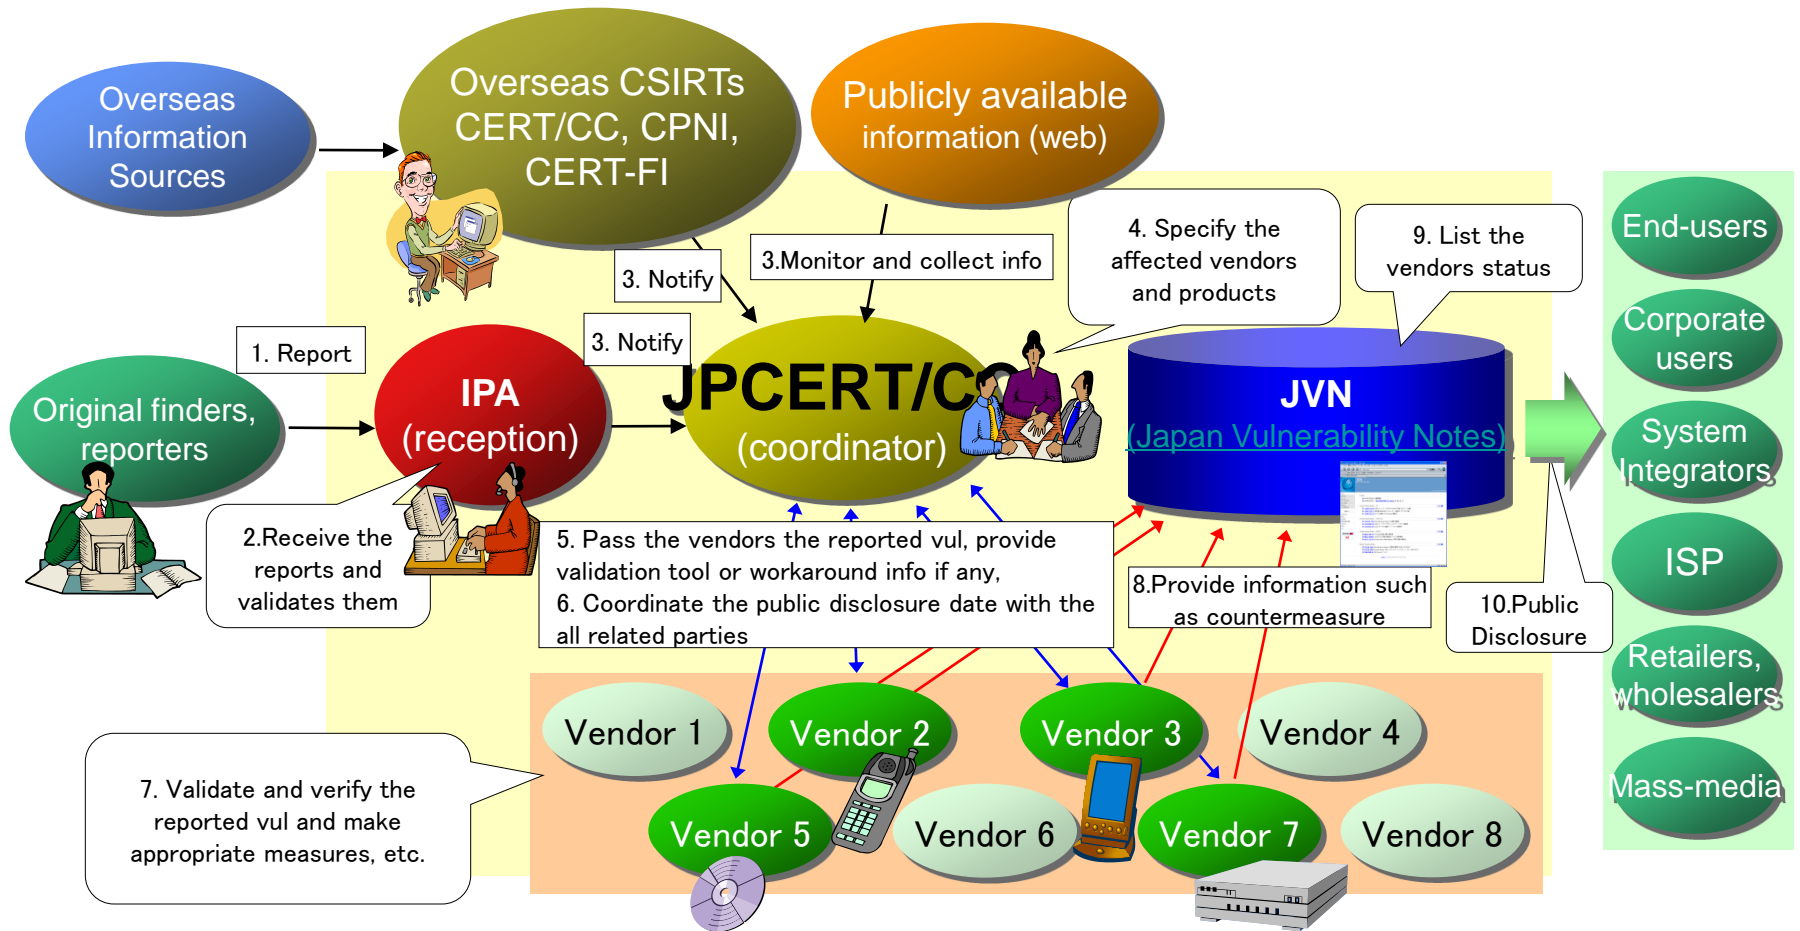 Overseas
Information
Sources
Overseas CSIRTs
CERT/CC, CPNI,
CERT-FI
Publicly available
information (web)
3. Notify
3.Monitor and collect info
4. Specify the
affected vendors
and products
9. List the
vendors status
1. Report
3. Notify
Original finders,
reporters
IPA
(reception)
JPCERT/CC
(coordinator)
JVN
(Japan Vulnerability Notes)
2.Receive the
reports and
validates them
5. Pass the vendors the reported vul, provide
validation tool or workaround info if any,
6. Coordinate the public disclosure date with the
all related parties
8.Provide information such
as countermeasure
10.Public
Disclosure
7. Validate and verify the
reported vul and make
appropriate measures, etc.
Vendor 1
Vendor 2
Vendor 3
Vendor 4
Vendor 5
Vendor 6
Vendor 7
Vendor 8
End-users
Corporate
users
System
Integrators
ISP
Retailers,
wholesalers
Mass-media